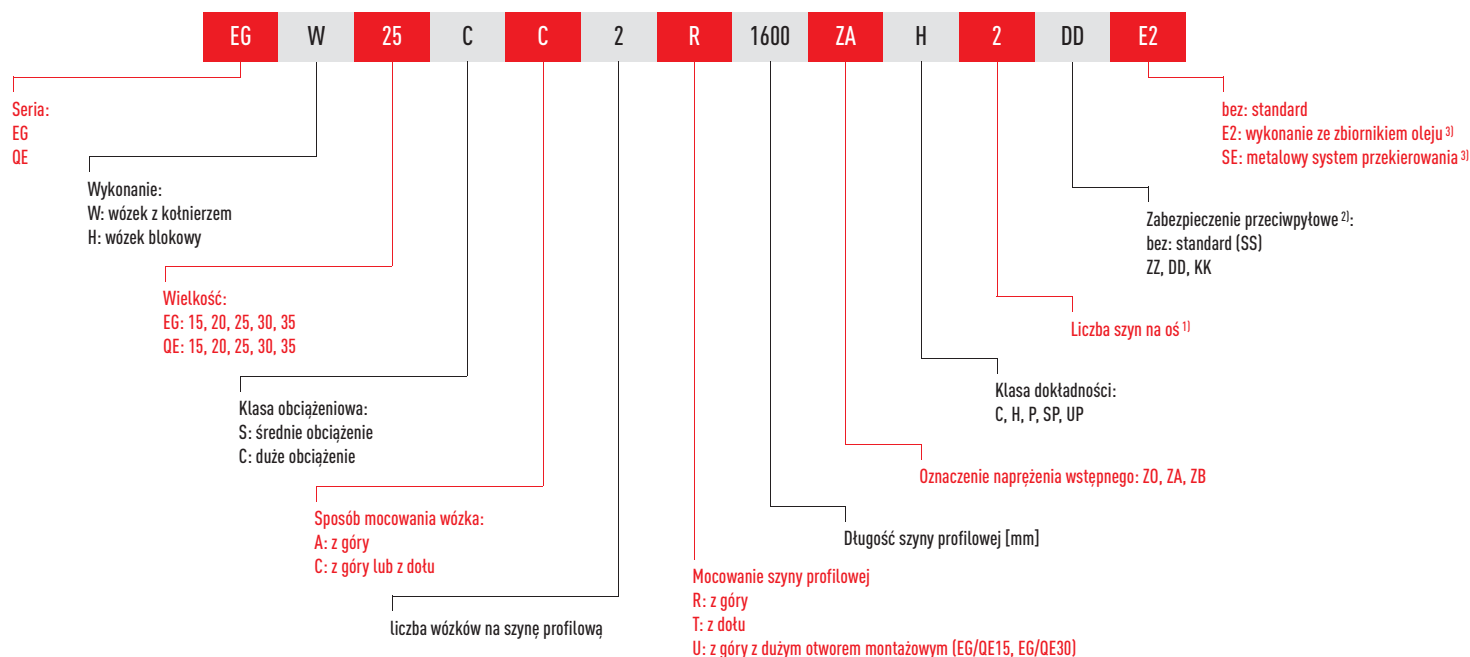 EG W 25 C C 2 R 1600 ZA H 2 DD E2
Seria:
EG
QE
Wykonanie:
W: wózek z kołnierzem
H: wózek blokowy
Wielkość:
EG: 15, 20, 25, 30, 35
QE: 15, 20, 25, 30, 35
Klasa obciążeniowa:
S: średnie obciążenie
C: duże obciążenie
Sposób mocowania wózka:
A: z góry
C: z góry lub z dołu
liczba wózków na szynę profilową
Mocowanie szyny profilowej
R: z góry
T: z dołu
U: z góry z dużym otworem montażowym (EG/QE15, EG/QE30)
Długość szyny profilowej [mm]
Oznaczenie naprężenia wstępnego: ZO, ZA, ZB
Klasa dokładności:
C, H, P, SP, UP
Liczba szyn na oś 1)
Zabezpieczenie przeciwpyłowe 2):
bez: standard (SS)
ZZ, DD, KK
bez: standard
E2: wykonanie ze zbiornikiem oleju 3)
SE: metalowy system przekierowania 3)